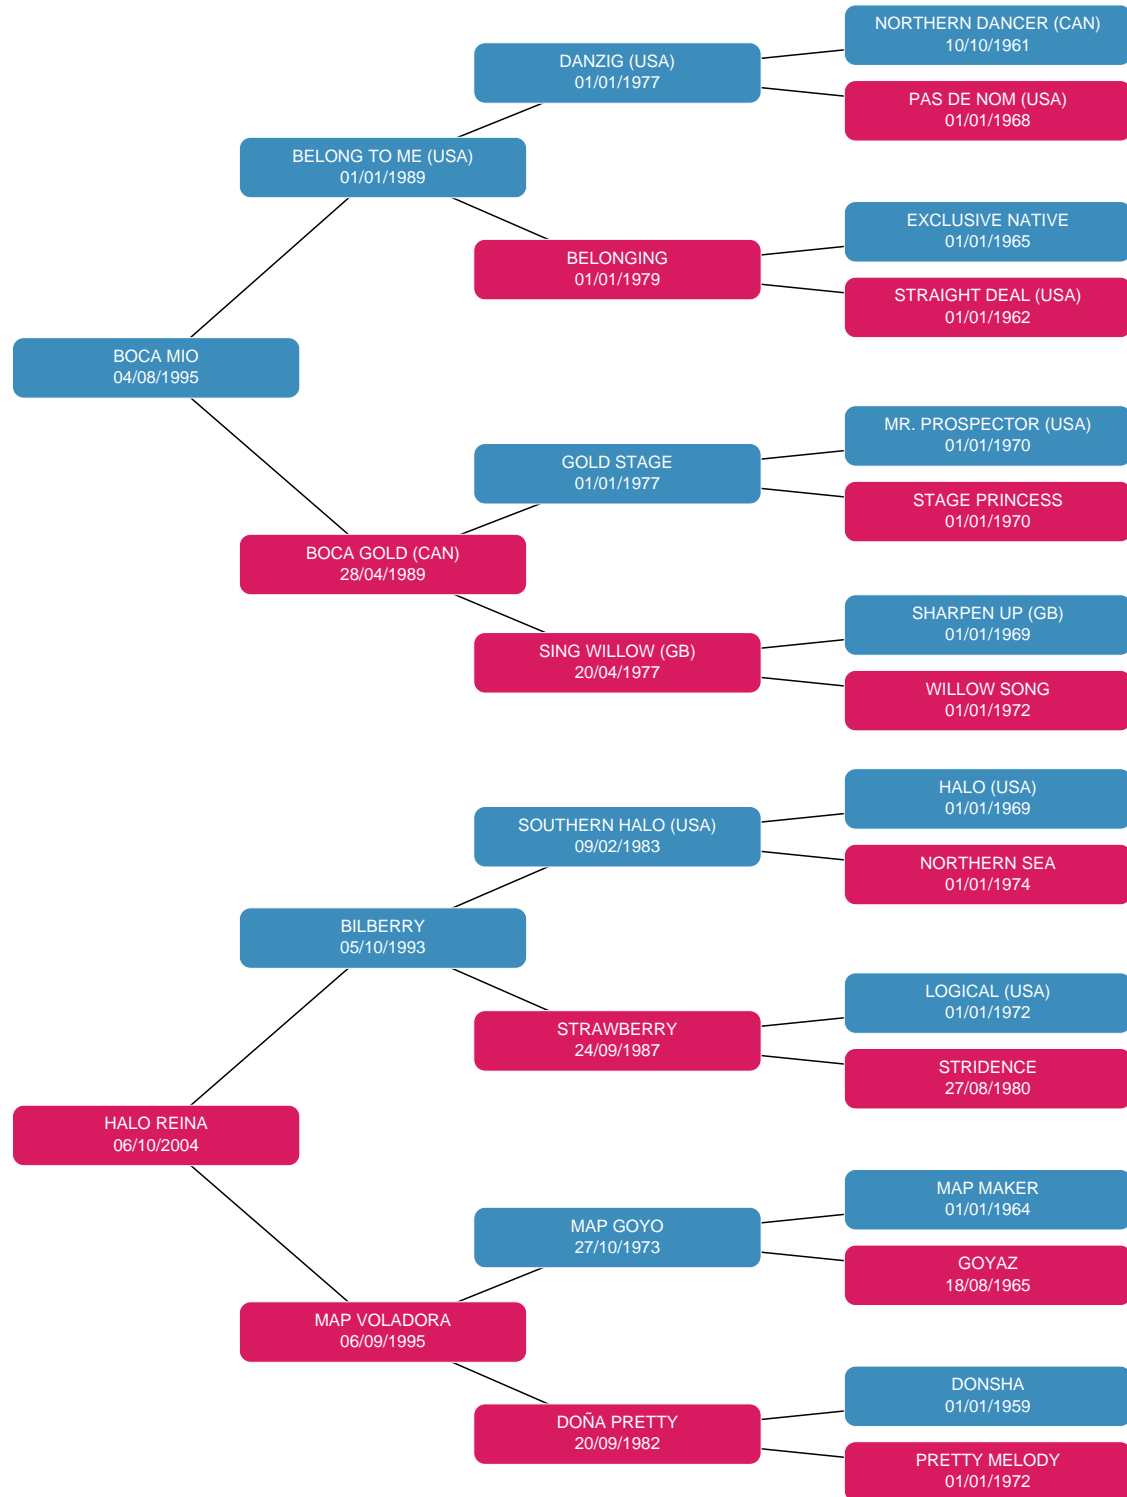 NORTHERN DANCER (CAN)
10/10/1961
DANZIG (USA)
01/01/1977
PAS DE NOM (USA)
01/01/1968
BELONG TO ME (USA)
01/01/1989
EXCLUSIVE NATIVE
01/01/1965
BELONGING
01/01/1979
STRAIGHT DEAL (USA)
01/01/1962
BOCA MIO
04/08/1995
MR. PROSPECTOR (USA)
01/01/1970
GOLD STAGE
01/01/1977
STAGE PRINCESS
01/01/1970
BOCA GOLD (CAN)
28/04/1989
SHARPEN UP (GB)
01/01/1969
SING WILLOW (GB)
20/04/1977
WILLOW SONG
01/01/1972
HALO (USA)
01/01/1969
SOUTHERN HALO (USA)
09/02/1983
NORTHERN SEA
01/01/1974
BILBERRY
05/10/1993
LOGICAL (USA)
01/01/1972
STRAWBERRY
24/09/1987
STRIDENCE
27/08/1980
HALO REINA
06/10/2004
MAP MAKER
01/01/1964
MAP GOYO
27/10/1973
GOYAZ
18/08/1965
MAP VOLADORA
06/09/1995
DONSHA
01/01/1959
DOÑA PRETTY
20/09/1982
PRETTY MELODY
01/01/1972